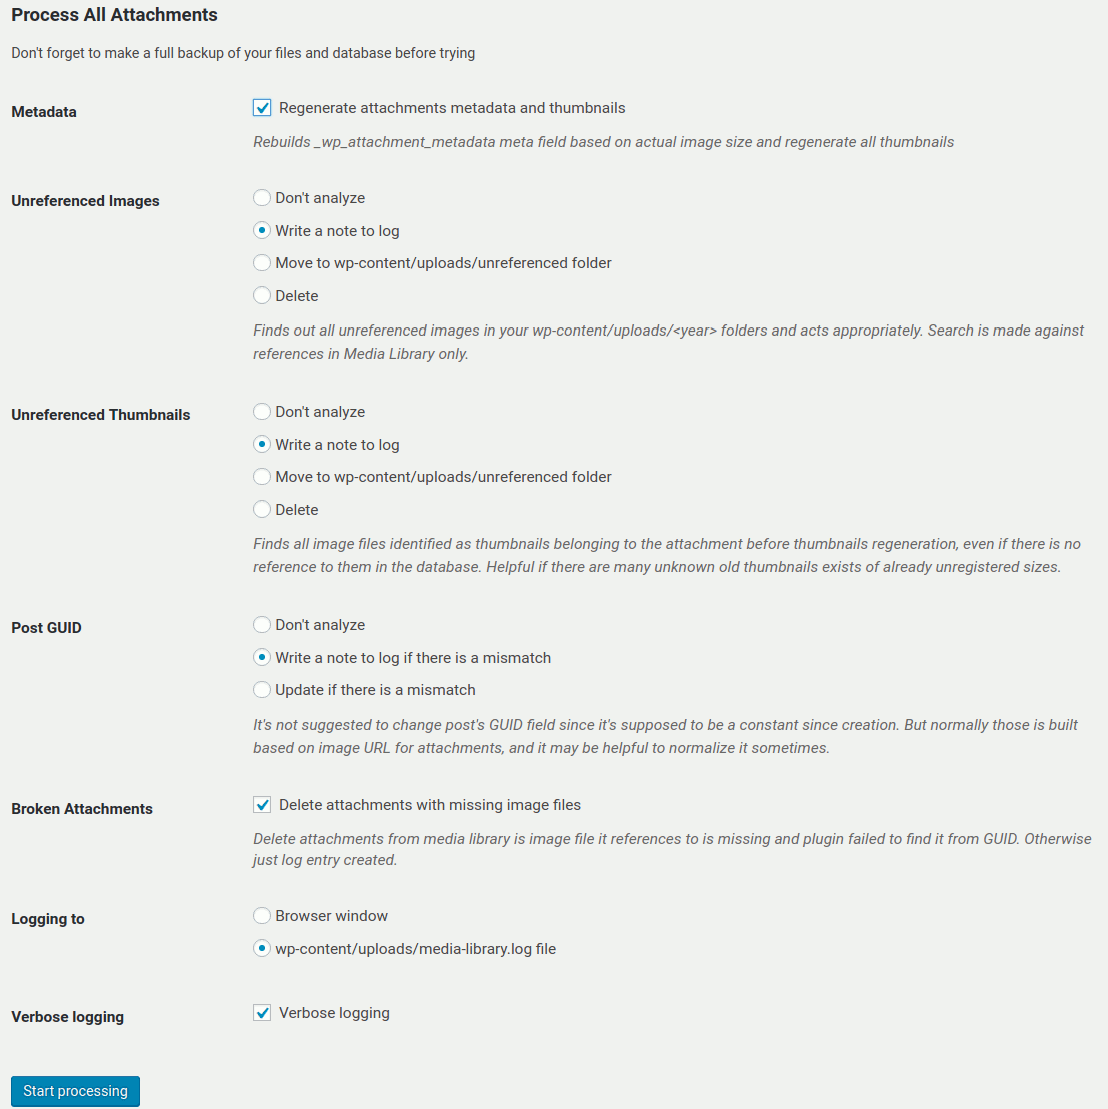 Process All Attachments
Don't forget to make a full backup of your files and database before trying
Metadata
Regenerate attachments metadata and thumbnails
Rebuilds _wp_attachment_metadata meta field based on actual image size and regenerate all thumbnails
Unreferenced Images
Don't analyze
Write a note to log
Move to wp-content/uploads/unreferenced folder
Delete
Finds out all unreferenced images in your wp-content/uploads/<year> folders and acts appropriately. Search is made against
references in Media Library only.
Unreferenced Thumbnails
Don't analyze
Write a note to log
Move to wp-content/uploads/unreferenced folder
Delete
Finds all image files identified as thumbnails belonging to the attachment before thumbnails regeneration, even if there is no
reference to them in the database. Helpful if there are many unknown old thumbnails exists of already unregistered sizes.
Post GUID
Don't analyze
Write a note to log if there is a mismatch
Update if there is a mismatch
It's not suggested to change post's GUID field since it's supposed to be a constant since creation. But normally those is built
based on image URL for attachments, and it may be helpful to normalize it sometimes.
Broken Attachments
Delete attachments with missing image files
Delete attachments from media library is image file it references to is missing and plugin failed to find it from GUID. Otherwise
just log entry created.
Logging to
Browser window
wp-content/uploads/media-library.log file
Verbose logging
Verbose logging
Start processing